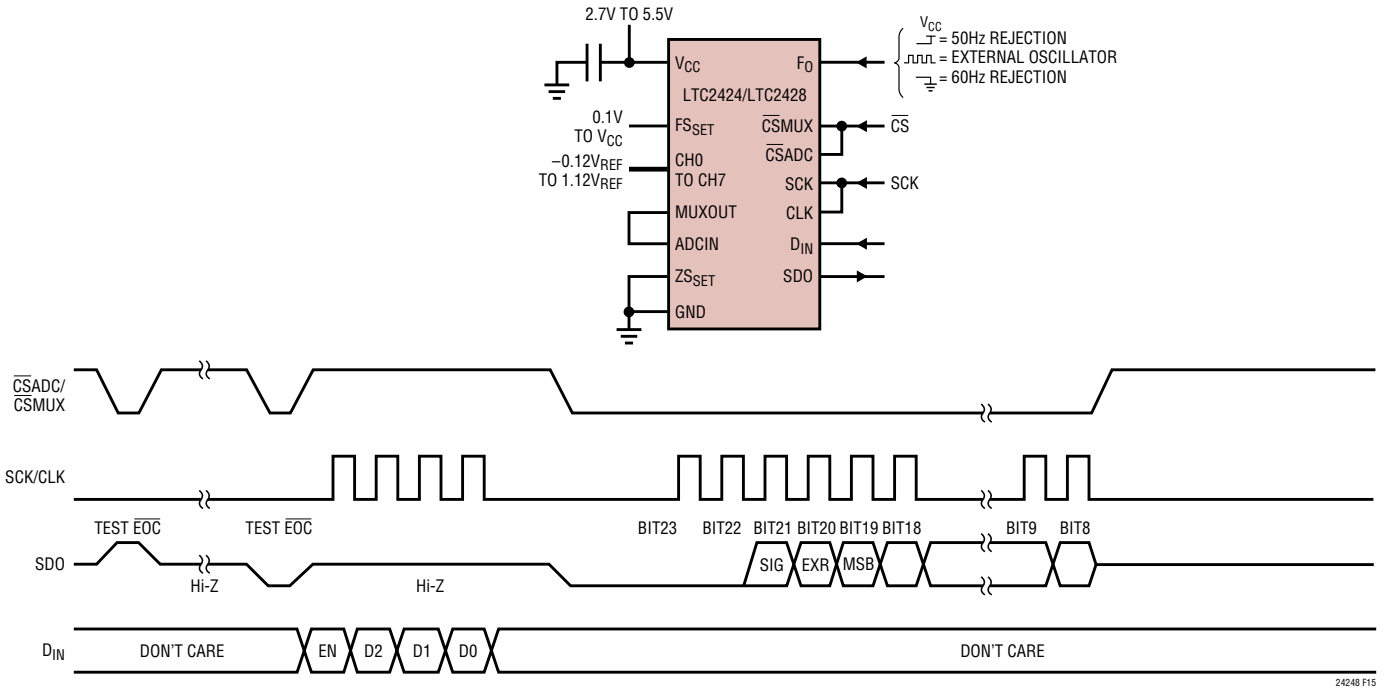 2.7V TO 5.5V
VCC
= 50Hz REJECTION
= EXTERNAL OSCILLATOR
= 60Hz REJECTION
VCC
FO
LTC2424/LTC2428
0.1V
TO VCC
FSSET
CSMUX
CS
CSADC
–0.12VREF
TO 1.12VREF
CH0
TO CH7
SCK
SCK
MUXOUT
CLK
ADCIN
DIN
ZSSET
SDO
GND
CSADC/
CSMUX
SCK/CLK
TEST EOC
TEST EOC
BIT23 BIT22 BIT21 BIT20 BIT19 BIT18 BIT9 BIT8
SDO
SIG EXR MSB
Hi-Z
Hi-Z
DIN
DON'T CARE
EN D2 D1 D0
DON'T CARE
24248 F15